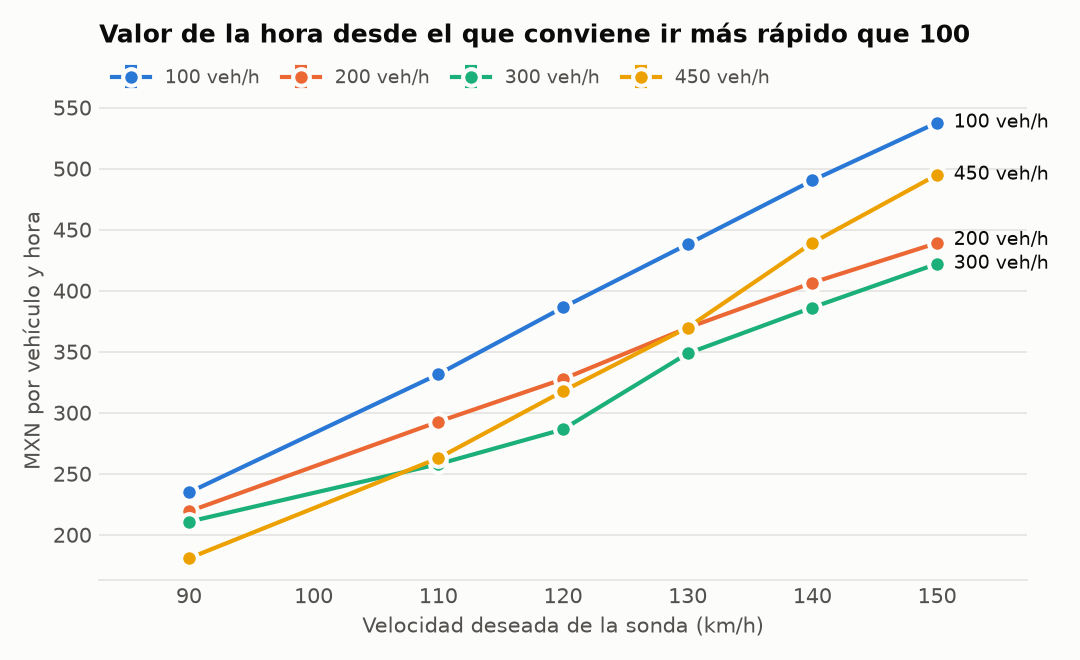 Valor de la hora desde el que conviene ir más rápido que 100
100 veh/h 200 veh/h 300 veh/h 450 veh/h
MXN por vehículo y hora
550
500
450
400
350
300
250
200
100 veh/h
450 veh/h
200 veh/h
300 veh/h
90 100 110 120 130 140 150
Velocidad deseada de la sonda (km/h)